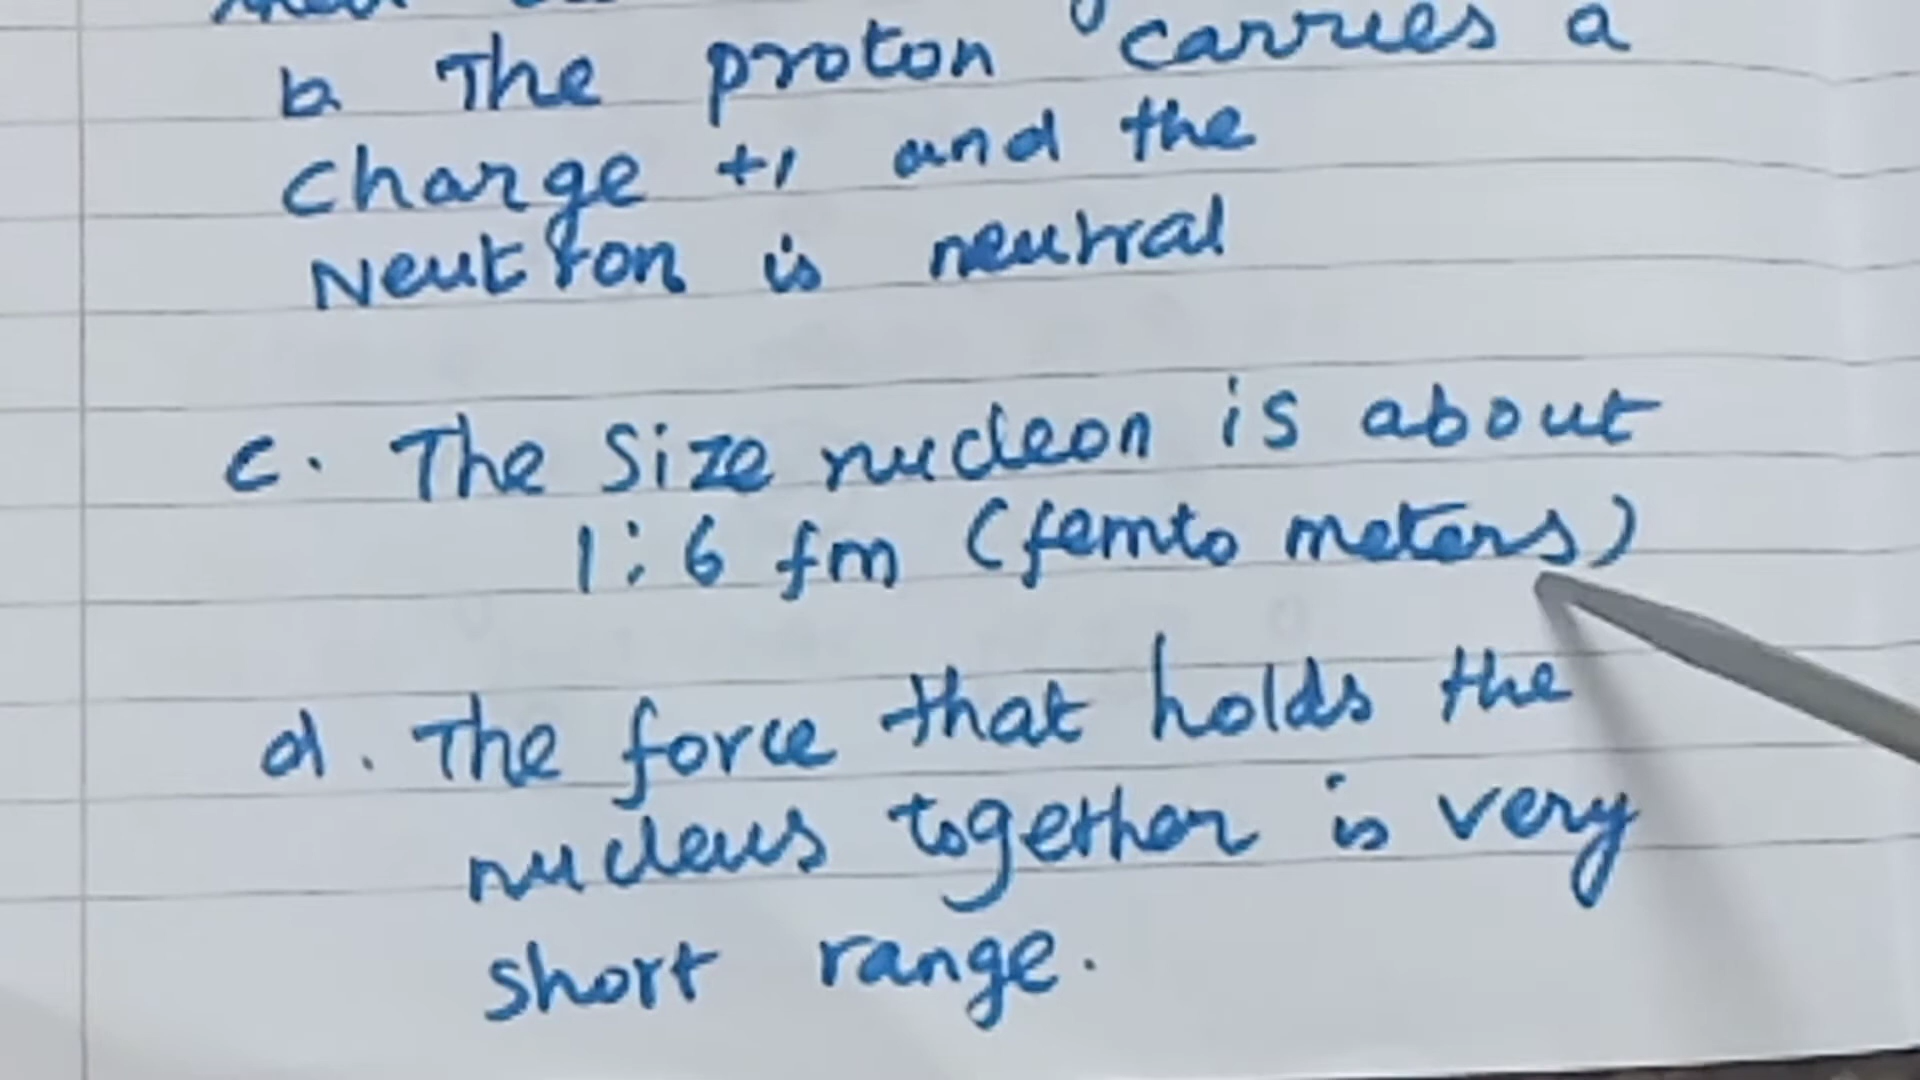 b The proton carries a
charge +1 and the
Neutron is neutral
c. The Size nucleon is about
1:6 fm (femto meters)
d. The force that holds the
nucleus together is very
short range.